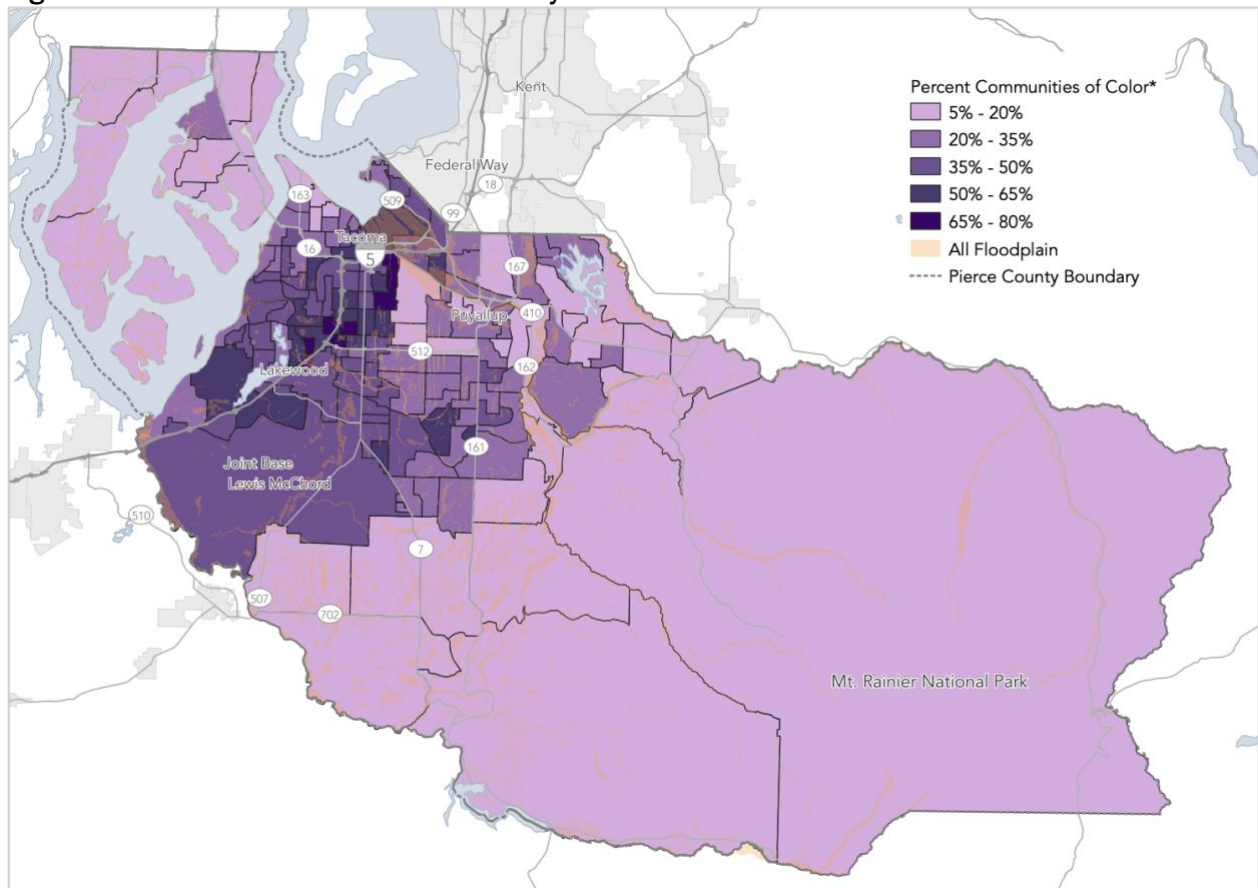 Kent
Federal Way
18
99
509
163
16
Tacoma
5
167
Puyallup
410
512
162
Lakewood
161
Joint Base
Lewis McChord
510
7
507
702
Mt. Rainier National Park
Percent Communities of Color*
5% - 20%
20% - 35%
35% - 50%
50% - 65%
65% - 80%
All Floodplain
Pierce County Boundary